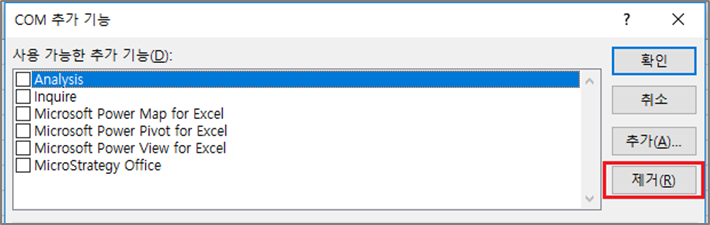 COM 추가 기능
사용 가능한 추가 기능(D):
Analysis
Inquire
Microsoft Power Map for Excel
Microsoft Power Pivot for Excel
Microsoft Power View for Excel
MicroStrategy Office
확인
취소
추가(A)...
제거(R)